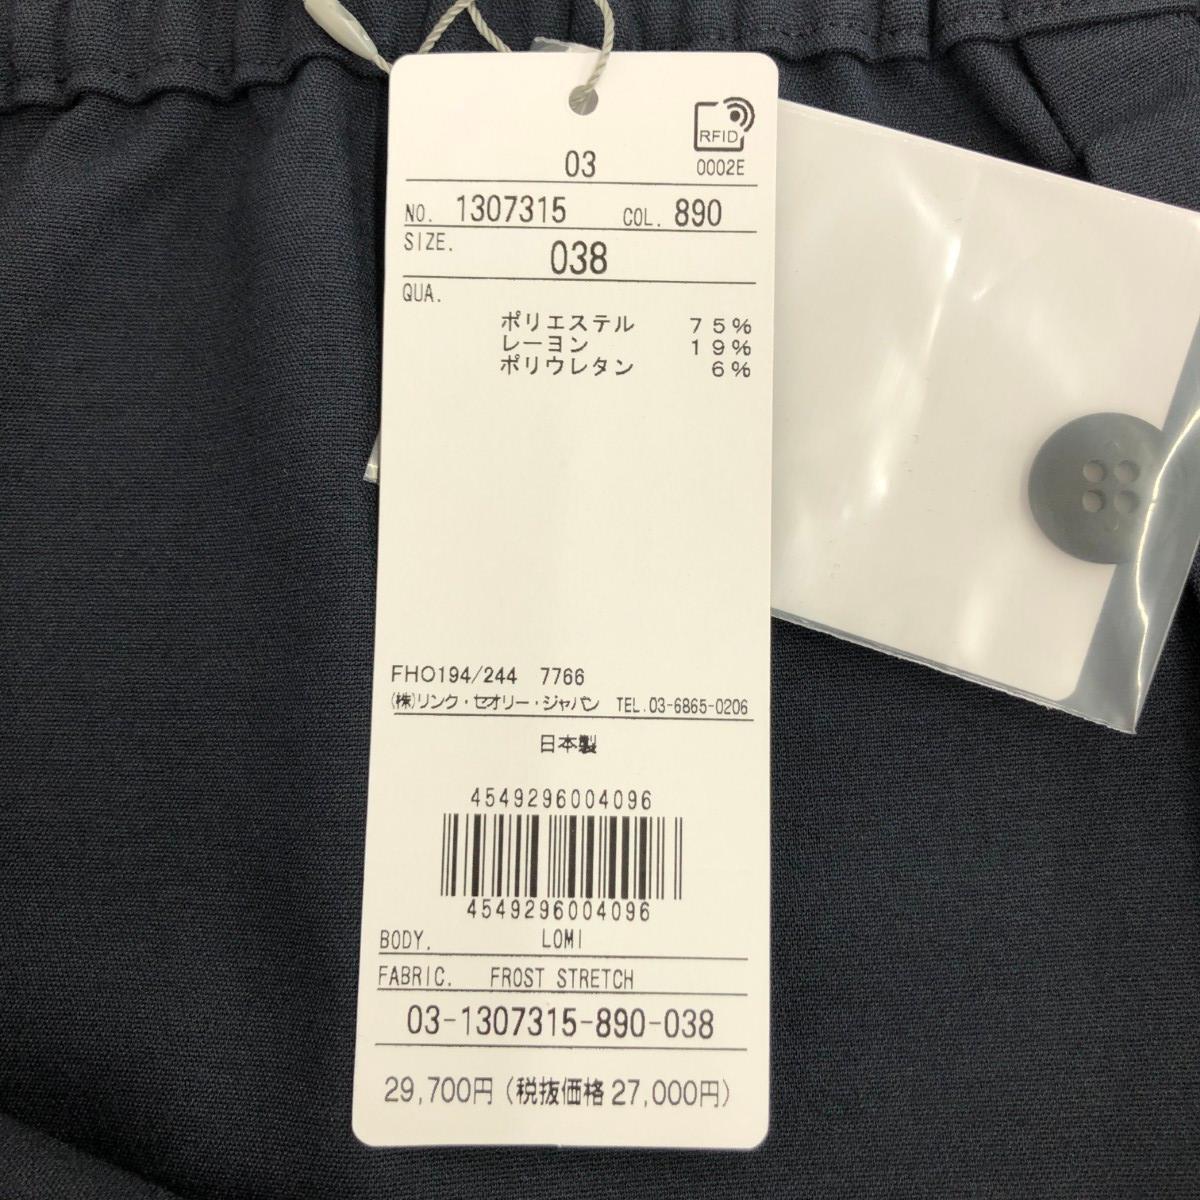 RFID
0002E
03
NO. 1307315 COL. 890
SIZE. 038
QUA.
ポリエステル 75%
レーヨン 19%
ポリウレタン 6%
FHO194/244 7766
(株)リンク・セオリー・ジャパン TEL.03-6865-0206
日本製
4549296004096
4549296004096
BODY. LOMI
FABRIC. FROST STRETCH
03-1307315-890-038
29,700円(税抜価格27,000円)